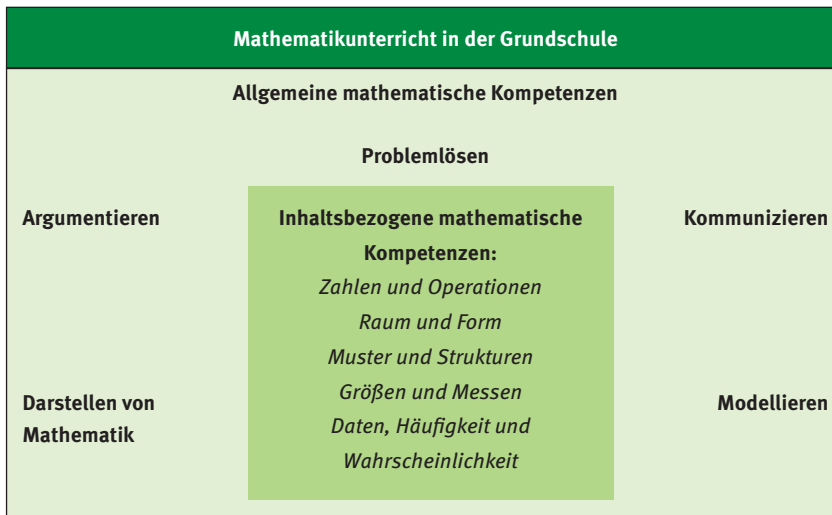 Mathematikunterricht in der Grundschule
Allgemeine mathematische Kompetenzen
Problemlösen
Argumentieren
Inhaltsbezogene mathematische
Kompetenzen:
Zahlen und Operationen
Raum und Form
Muster und Strukturen
Größen und Messen
Daten, Häufigkeit und
Wahrscheinlichkeit
Kommunizieren
Darstellen von
Mathematik
Modellieren